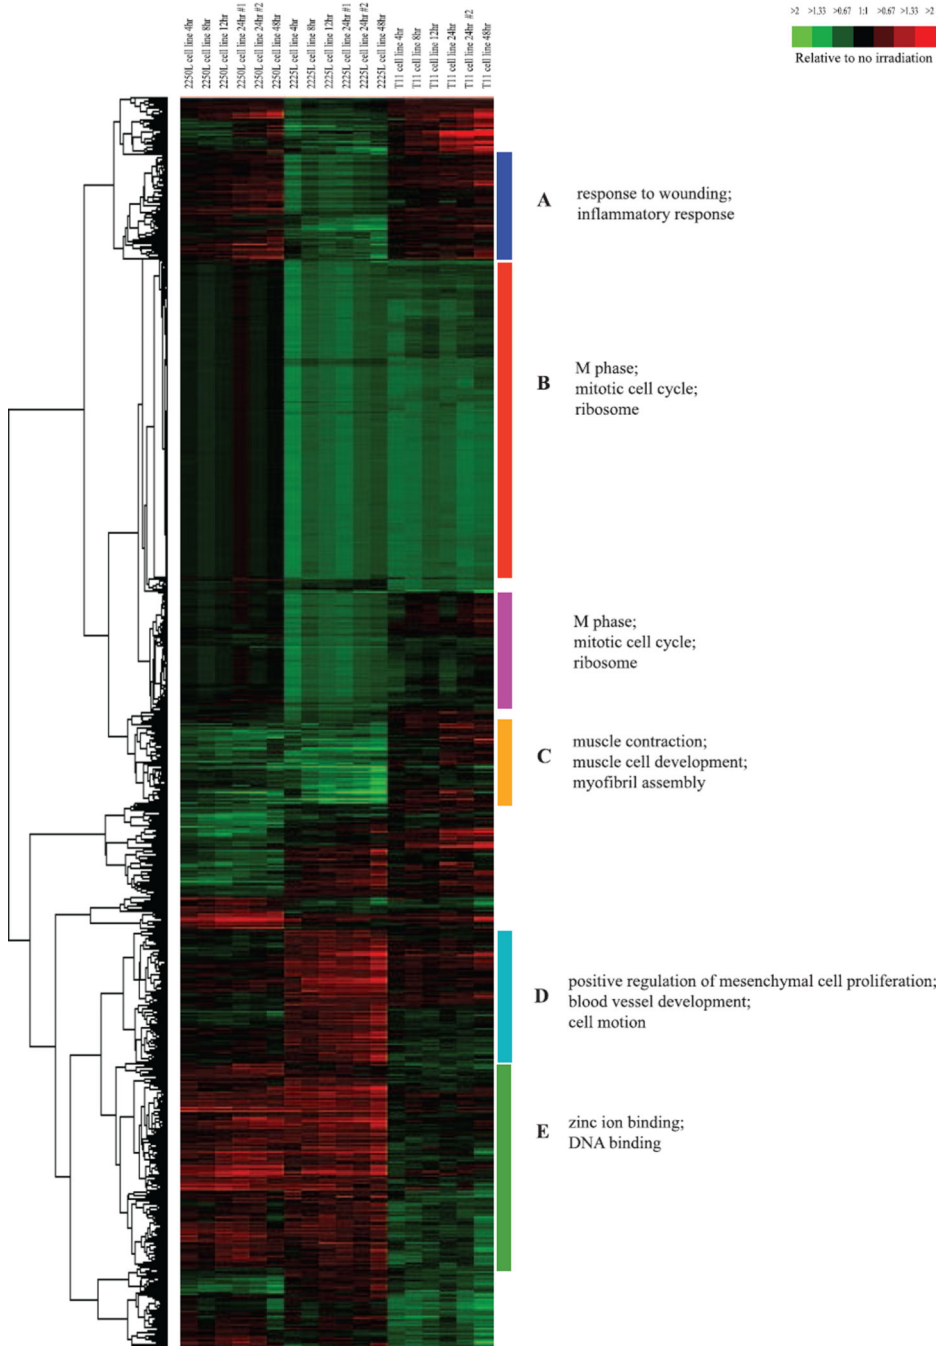 2250L cell line 4hr
2250L cell line 8hr
2250L cell line 12hr
2250L cell line 24hr #1
2250L cell line 24hr #2
2250L cell line 48hr
2225L cell line 4hr
2225L cell line 8hr
2225L cell line 12hr
2225L cell line 24hr #1
2225L cell line 24hr #2
2225L cell line 48hr
T11 cell line 4hr
T11 cell line 8hr
T11 cell line 12hr
T11 cell line 24hr
T11 cell line 24hr #2
T11 cell line 48hr
>2 >1.33 >0.67 1:1 >0.67 >1.33 >2
Relative to no irradiation
A
response to wounding;
inflammatory response
B
M phase;
mitotic cell cycle;
ribosome
M phase;
mitotic cell cycle;
ribosome
C
muscle contraction;
muscle cell development;
myofibril assembly
D
positive regulation of mesenchymal cell proliferation;
blood vessel development;
cell motion
E
zinc ion binding;
DNA binding